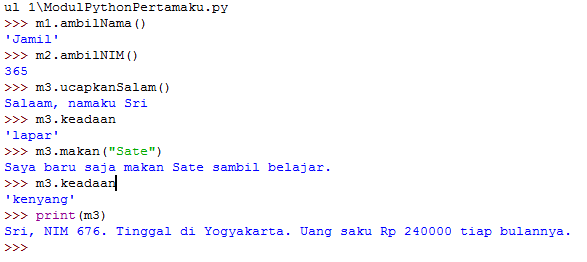 ul 1\ModulPythonPertamaku.py
>>> m1.ambilNama()
'Jamil'
>>> m2.ambilNIM()
365
>>> m3.ucapkanSalam()
Salaam, namaku Sri
>>> m3.keadaan
'lapar'
>>> m3.makan("Sate")
Saya baru saja makan Sate sambil belajar.
>>> m3.keadaan
'kenyang'
>>> print(m3)
Sri, NIM 676. Tinggal di Yogyakarta. Uang saku Rp 240000 tiap bulannya.
>>>